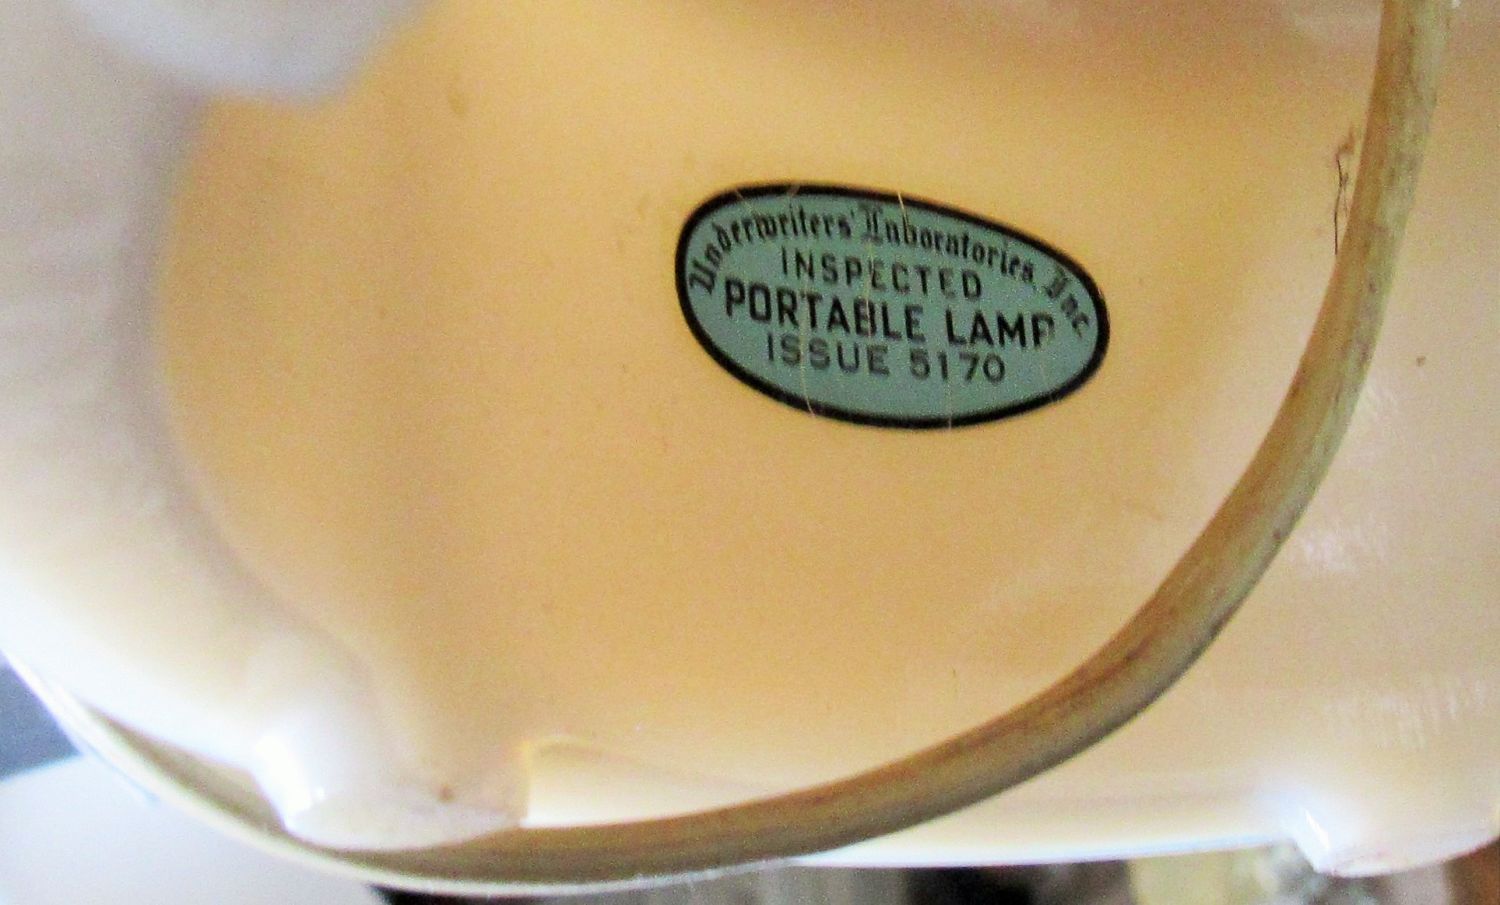 Underwriters' Laboratories, Inc.
INSPECTED
PORTABLE LAMP
ISSUE 5170